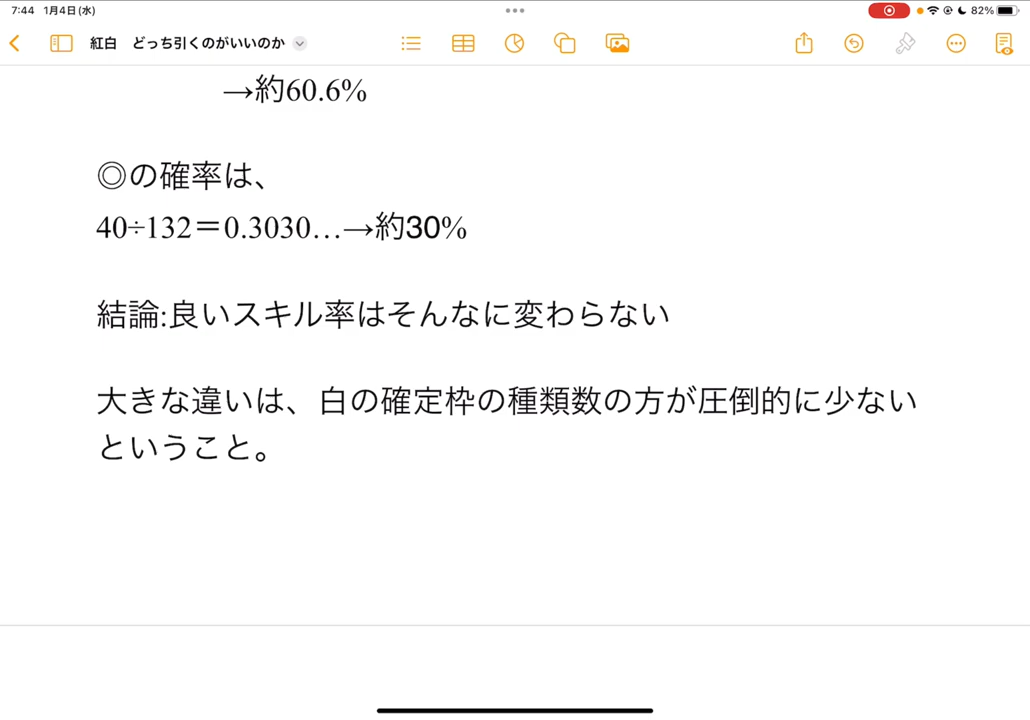 7:44 1月4日(水)
82%
紅白 どっち引くのがいいのか
→約60.6%
◎の確率は、
40÷132＝0.3030…→約30%
結論:良いスキル率はそんなに変わらない
大きな違いは、白の確定枠の種類数の方が圧倒的に少ない
ということ。